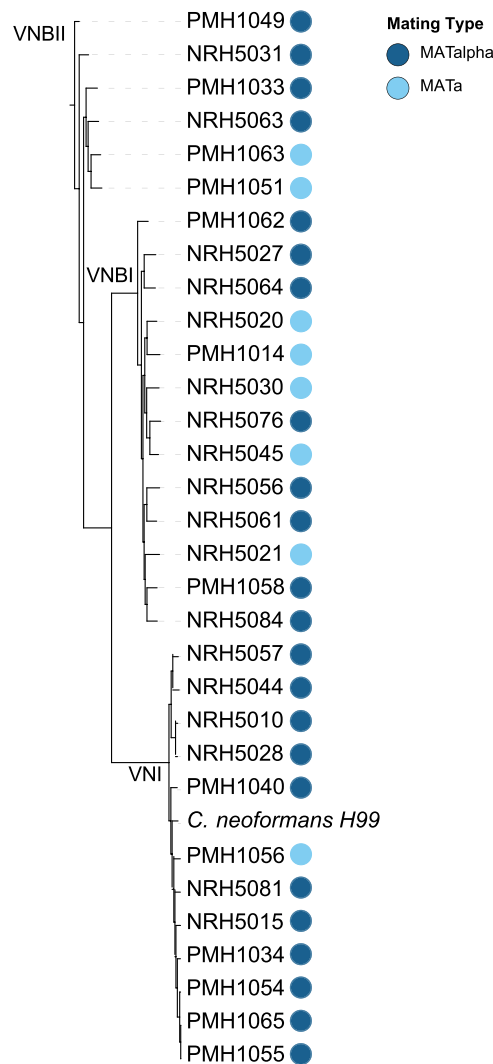 VNBII
PMH1049
NRH5031
PMH1033
NRH5063
PMH1063
PMH1051
PMH1062
VNBI
NRH5027
NRH5064
NRH5020
PMH1014
NRH5030
NRH5076
NRH5045
NRH5056
NRH5061
NRH5021
PMH1058
NRH5084
NRH5057
NRH5044
NRH5010
NRH5028
VNI
PMH1040
C. neoformans H99
PMH1056
NRH5081
NRH5015
PMH1034
PMH1054
PMH1065
PMH1055
Mating Type
MATalpha
MATa